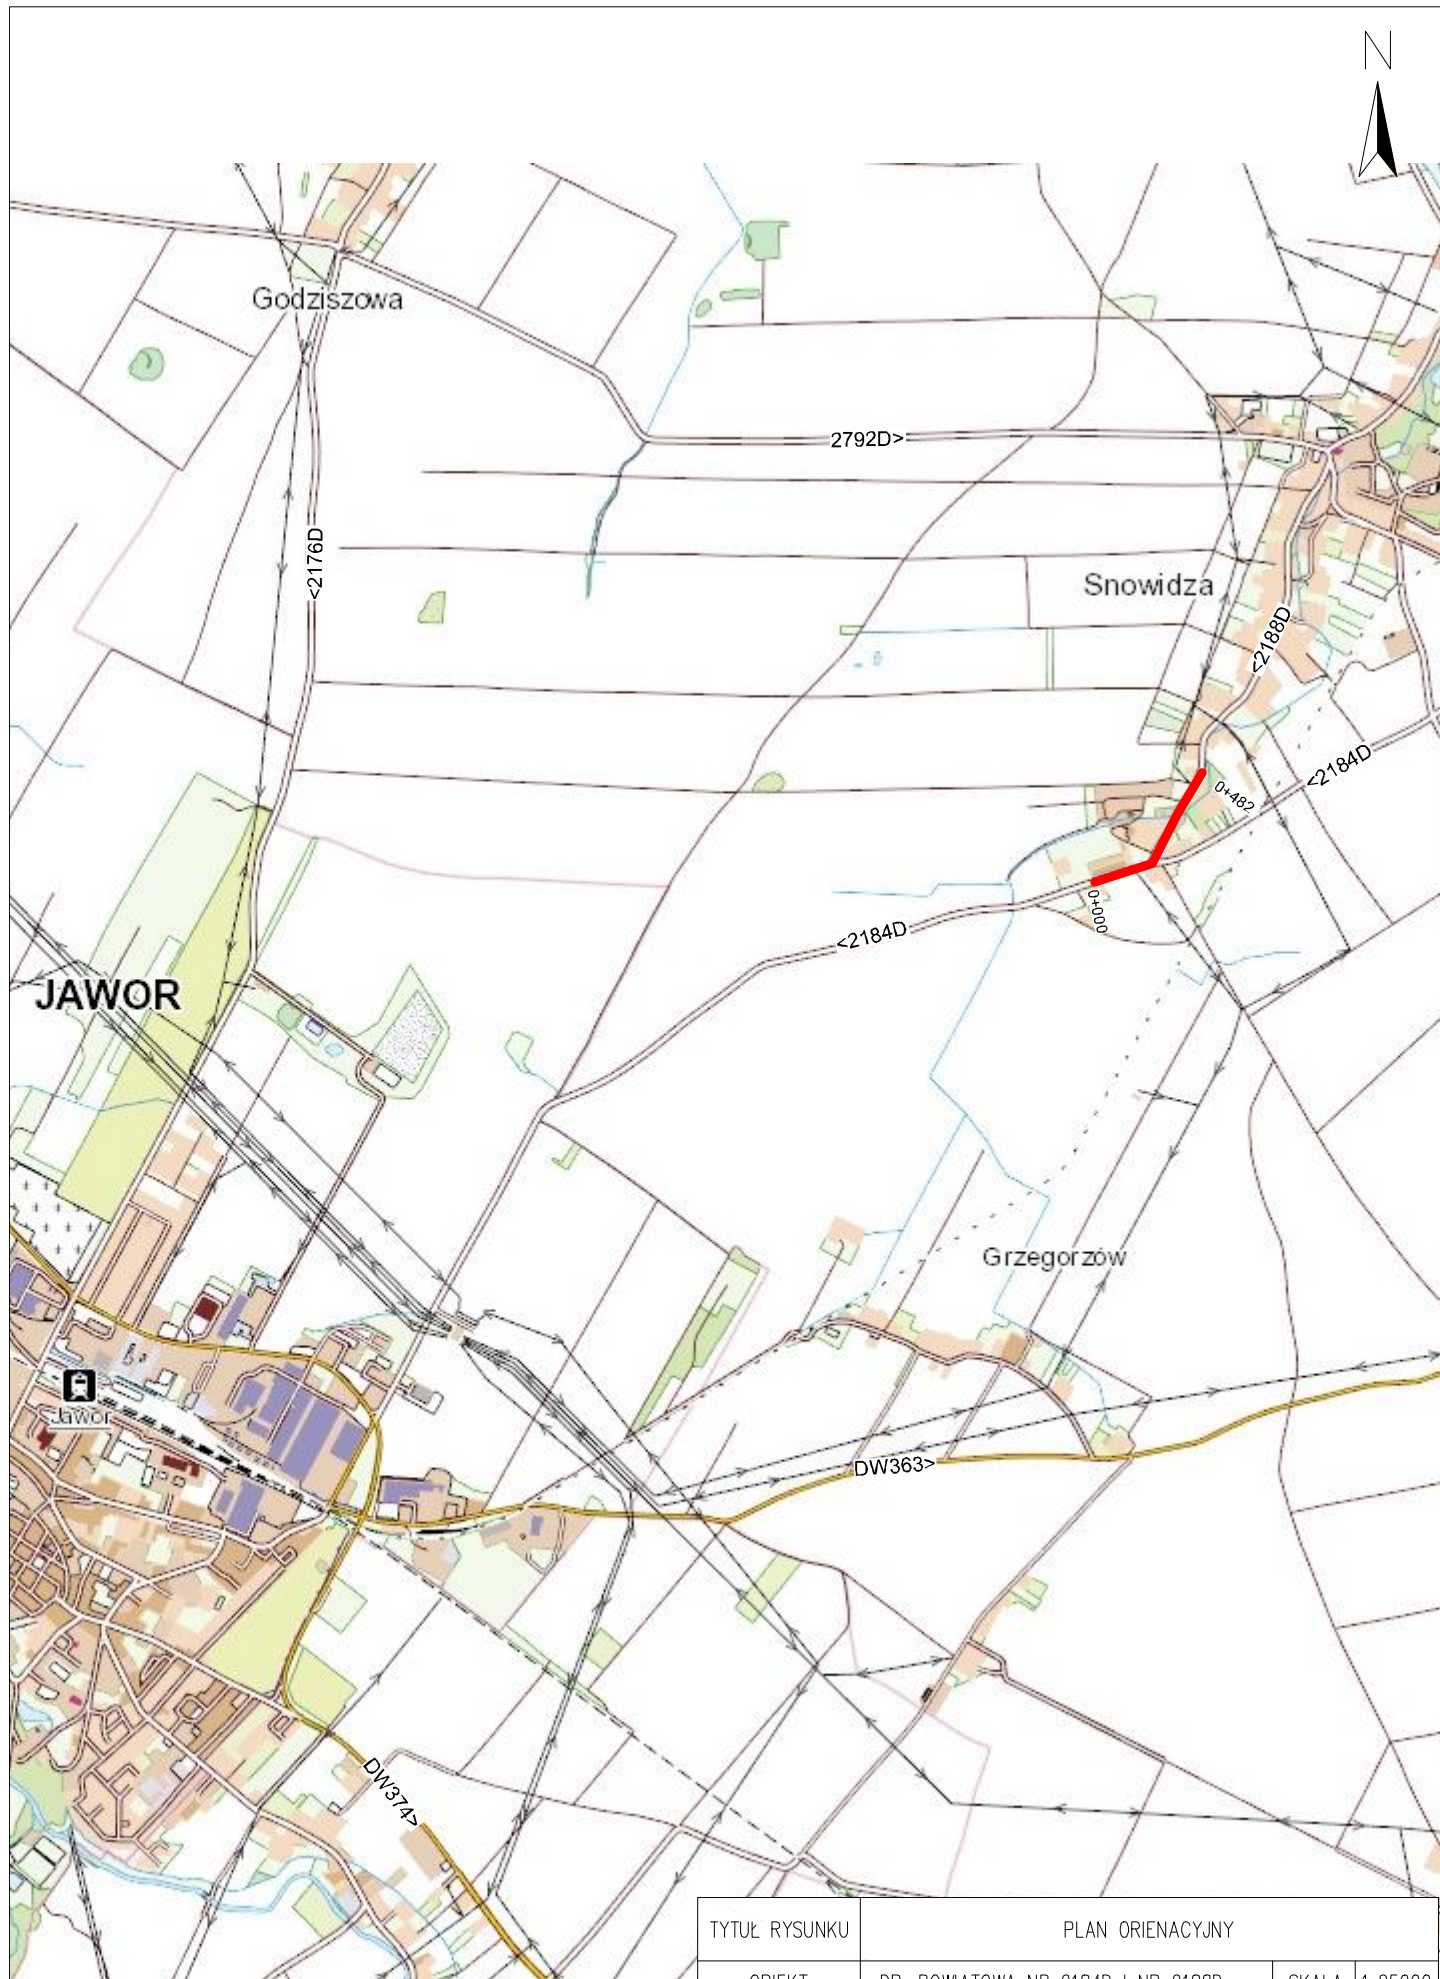 N
Godziszowa
2792D>
<2176D
Snowidza
<2188D
<2184D
0+482
0+000
<2184D
JAWOR
Grzegorzów
Jawor
DW363>
DW374>
TYTUŁ RYSUNKU PLAN ORIENACYJNY